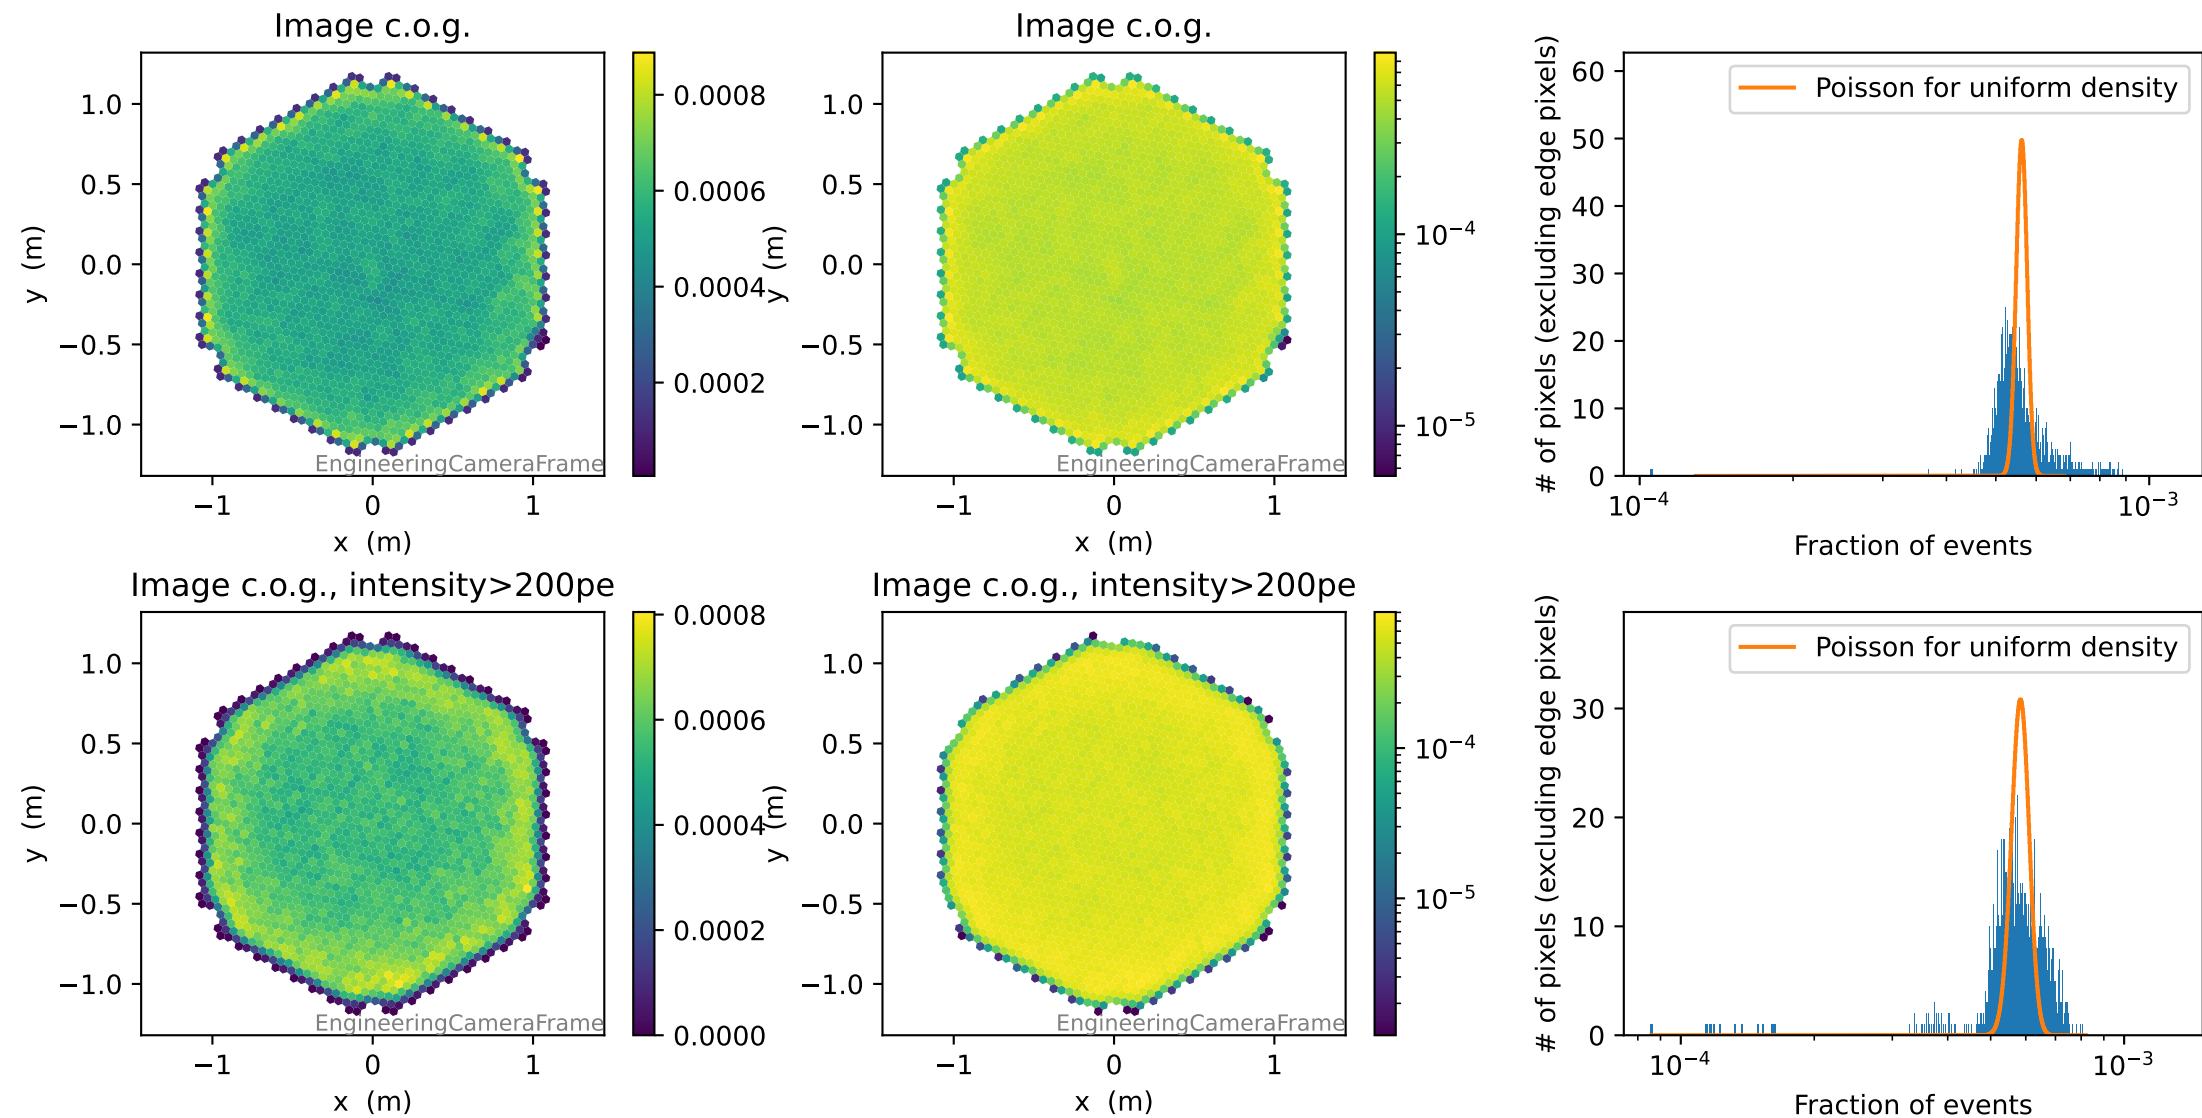 Image c.o.g.
1.0
0.5
0.0
−0.5
−1.0
y (m)
−1
0
1
x (m)
EngineeringCameraFrame
0.0008
0.0006
0.0004
0.0002
Image c.o.g.
1.0
0.5
0.0
−0.5
−1.0
y (m)
−1
0
1
x (m)
EngineeringCameraFrame
10⁻⁴
10⁻⁵
# of pixels (excluding edge pixels)
60
50
40
30
20
10
0
Poisson for uniform density
10⁻⁴
10⁻³
Fraction of events
Image c.o.g., intensity>200pe
1.0
0.5
0.0
−0.5
−1.0
y (m)
−1
0
1
x (m)
EngineeringCameraFrame
0.0008
0.0006
0.0004
0.0002
0.0000
Image c.o.g., intensity>200pe
1.0
0.5
0.0
−0.5
−1.0
y (m)
−1
0
1
x (m)
EngineeringCameraFrame
10⁻⁴
10⁻⁵
# of pixels (excluding edge pixels)
30
20
10
0
Poisson for uniform density
10⁻⁴
10⁻³
Fraction of events